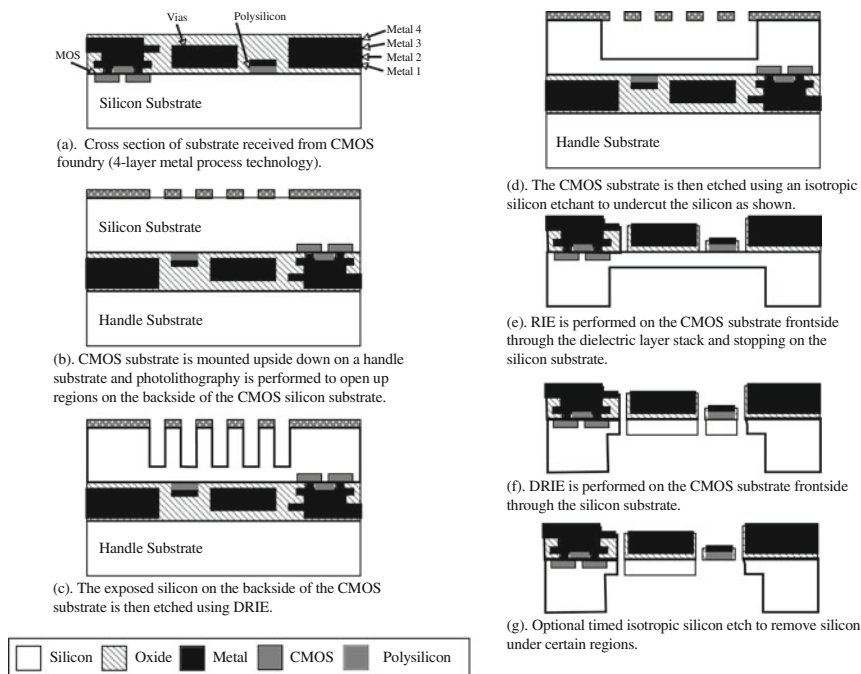 Vias
Polysilicon
Metal 4
Metal 3
Metal 2
Metal 1
MOS
Silicon Substrate
(a). Cross section of substrate received from CMOS
foundry (4-layer metal process technology).
Silicon Substrate
Handle Substrate
(b). CMOS substrate is mounted upside down on a handle
substrate and photolithography is performed to open up
regions on the backside of the CMOS silicon substrate.
Handle Substrate
(c). The exposed silicon on the backside of the CMOS
substrate is then etched using DRIE.
Handle Substrate
(d). The CMOS substrate is then etched using an isotropic
silicon etchant to undercut the silicon as shown.
(e). RIE is performed on the CMOS substrate frontside
through the dielectric layer stack and stopping on the
silicon substrate.
(f). DRIE is performed on the CMOS substrate frontside
through the silicon substrate.
(g). Optional timed isotropic silicon etch to remove silicon
under certain regions.
Silicon Oxide Metal CMOS Polysilicon